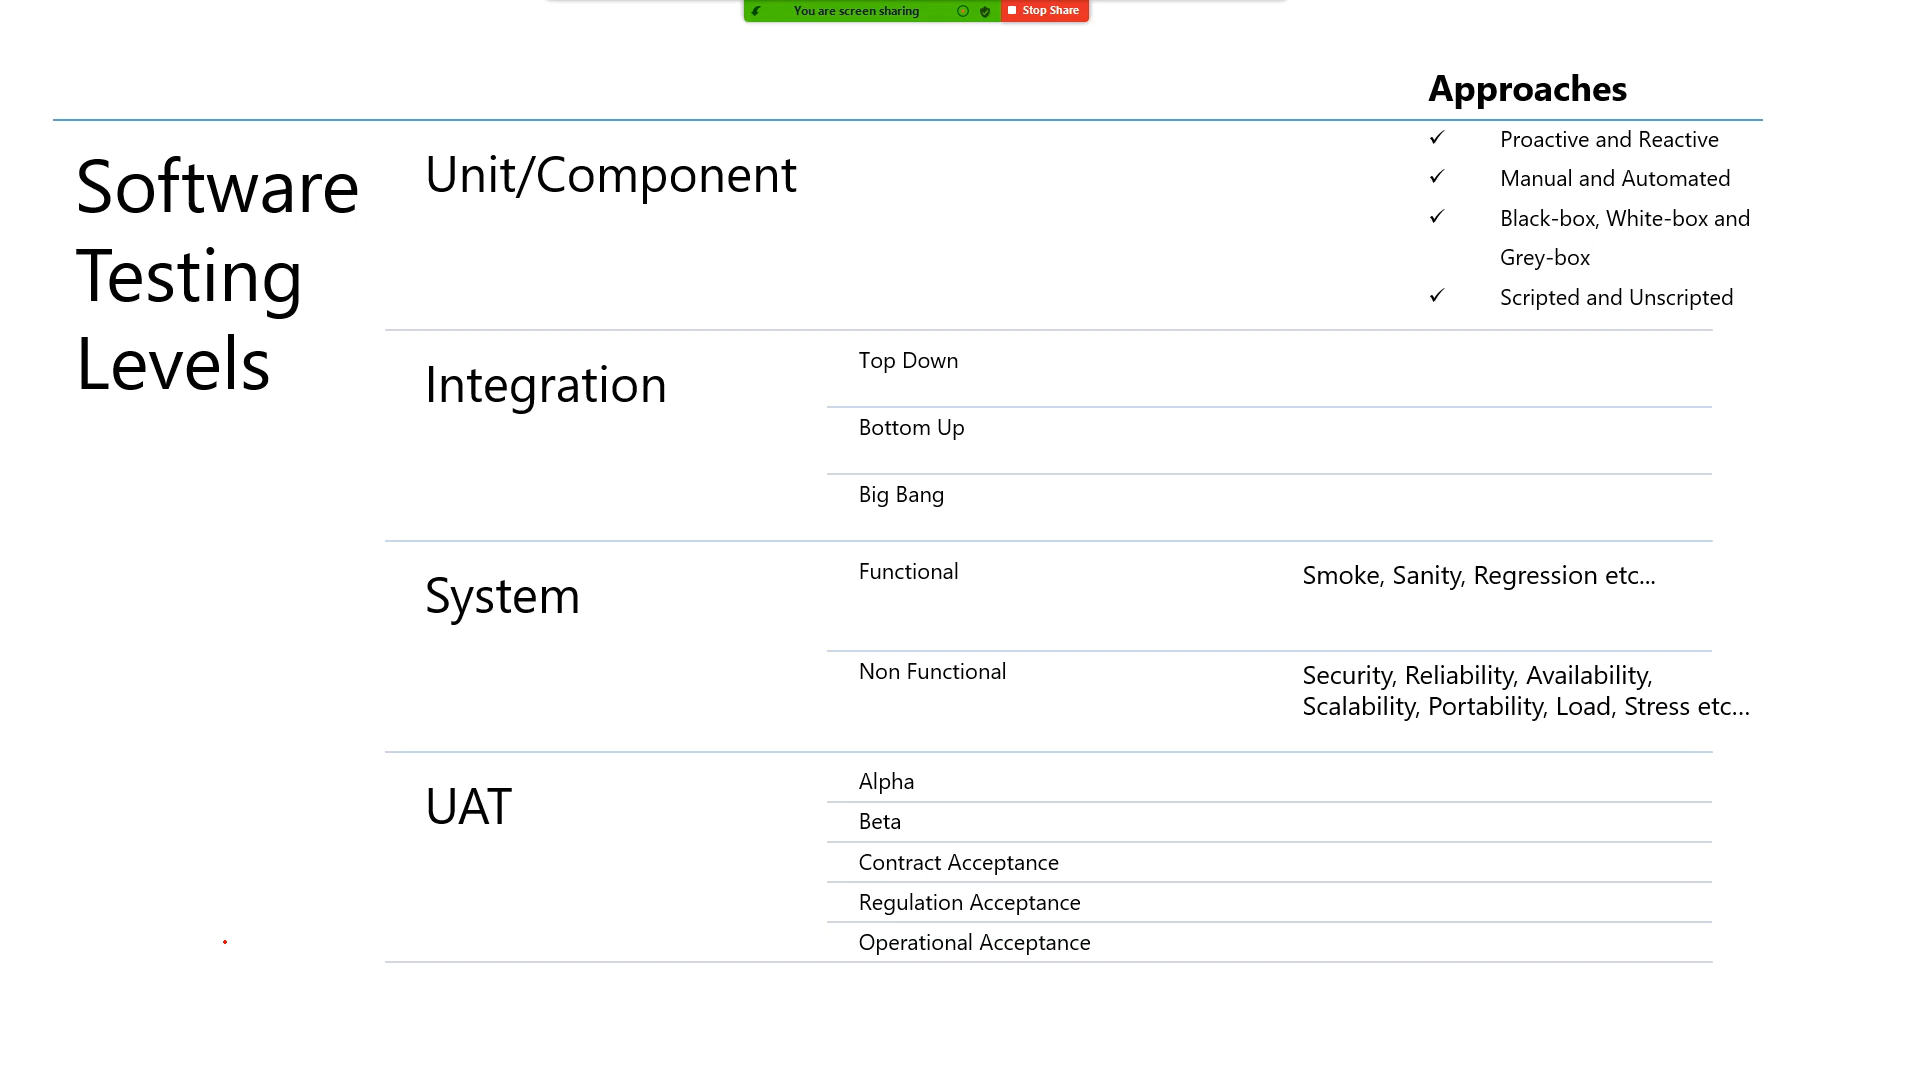 You are screen sharing
Stop Share
Approaches
✓ Proactive and Reactive
✓ Manual and Automated
✓ Black-box, White-box and
Grey-box
✓ Scripted and Unscripted
Software
Testing
Levels
Unit/Component
Integration
Top Down
Bottom Up
Big Bang
System
Functional
Smoke, Sanity, Regression etc...
Non Functional
Security, Reliability, Availability,
Scalability, Portability, Load, Stress etc...
UAT
Alpha
Beta
Contract Acceptance
Regulation Acceptance
Operational Acceptance